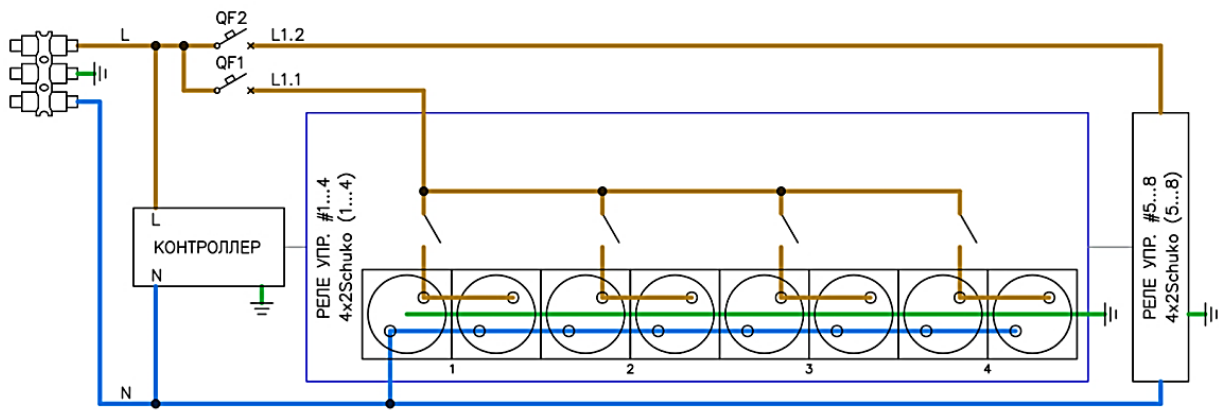 QF2
L
L1.2
QF1
L1.1
РЕЛЕ УПР. #1...4
4x2Schuko (1...4)
РЕЛЕ УПР. #5...8
4x2Schuko (5...8)
L
КОНТРОЛЛЕР
N
1
2
3
4
N